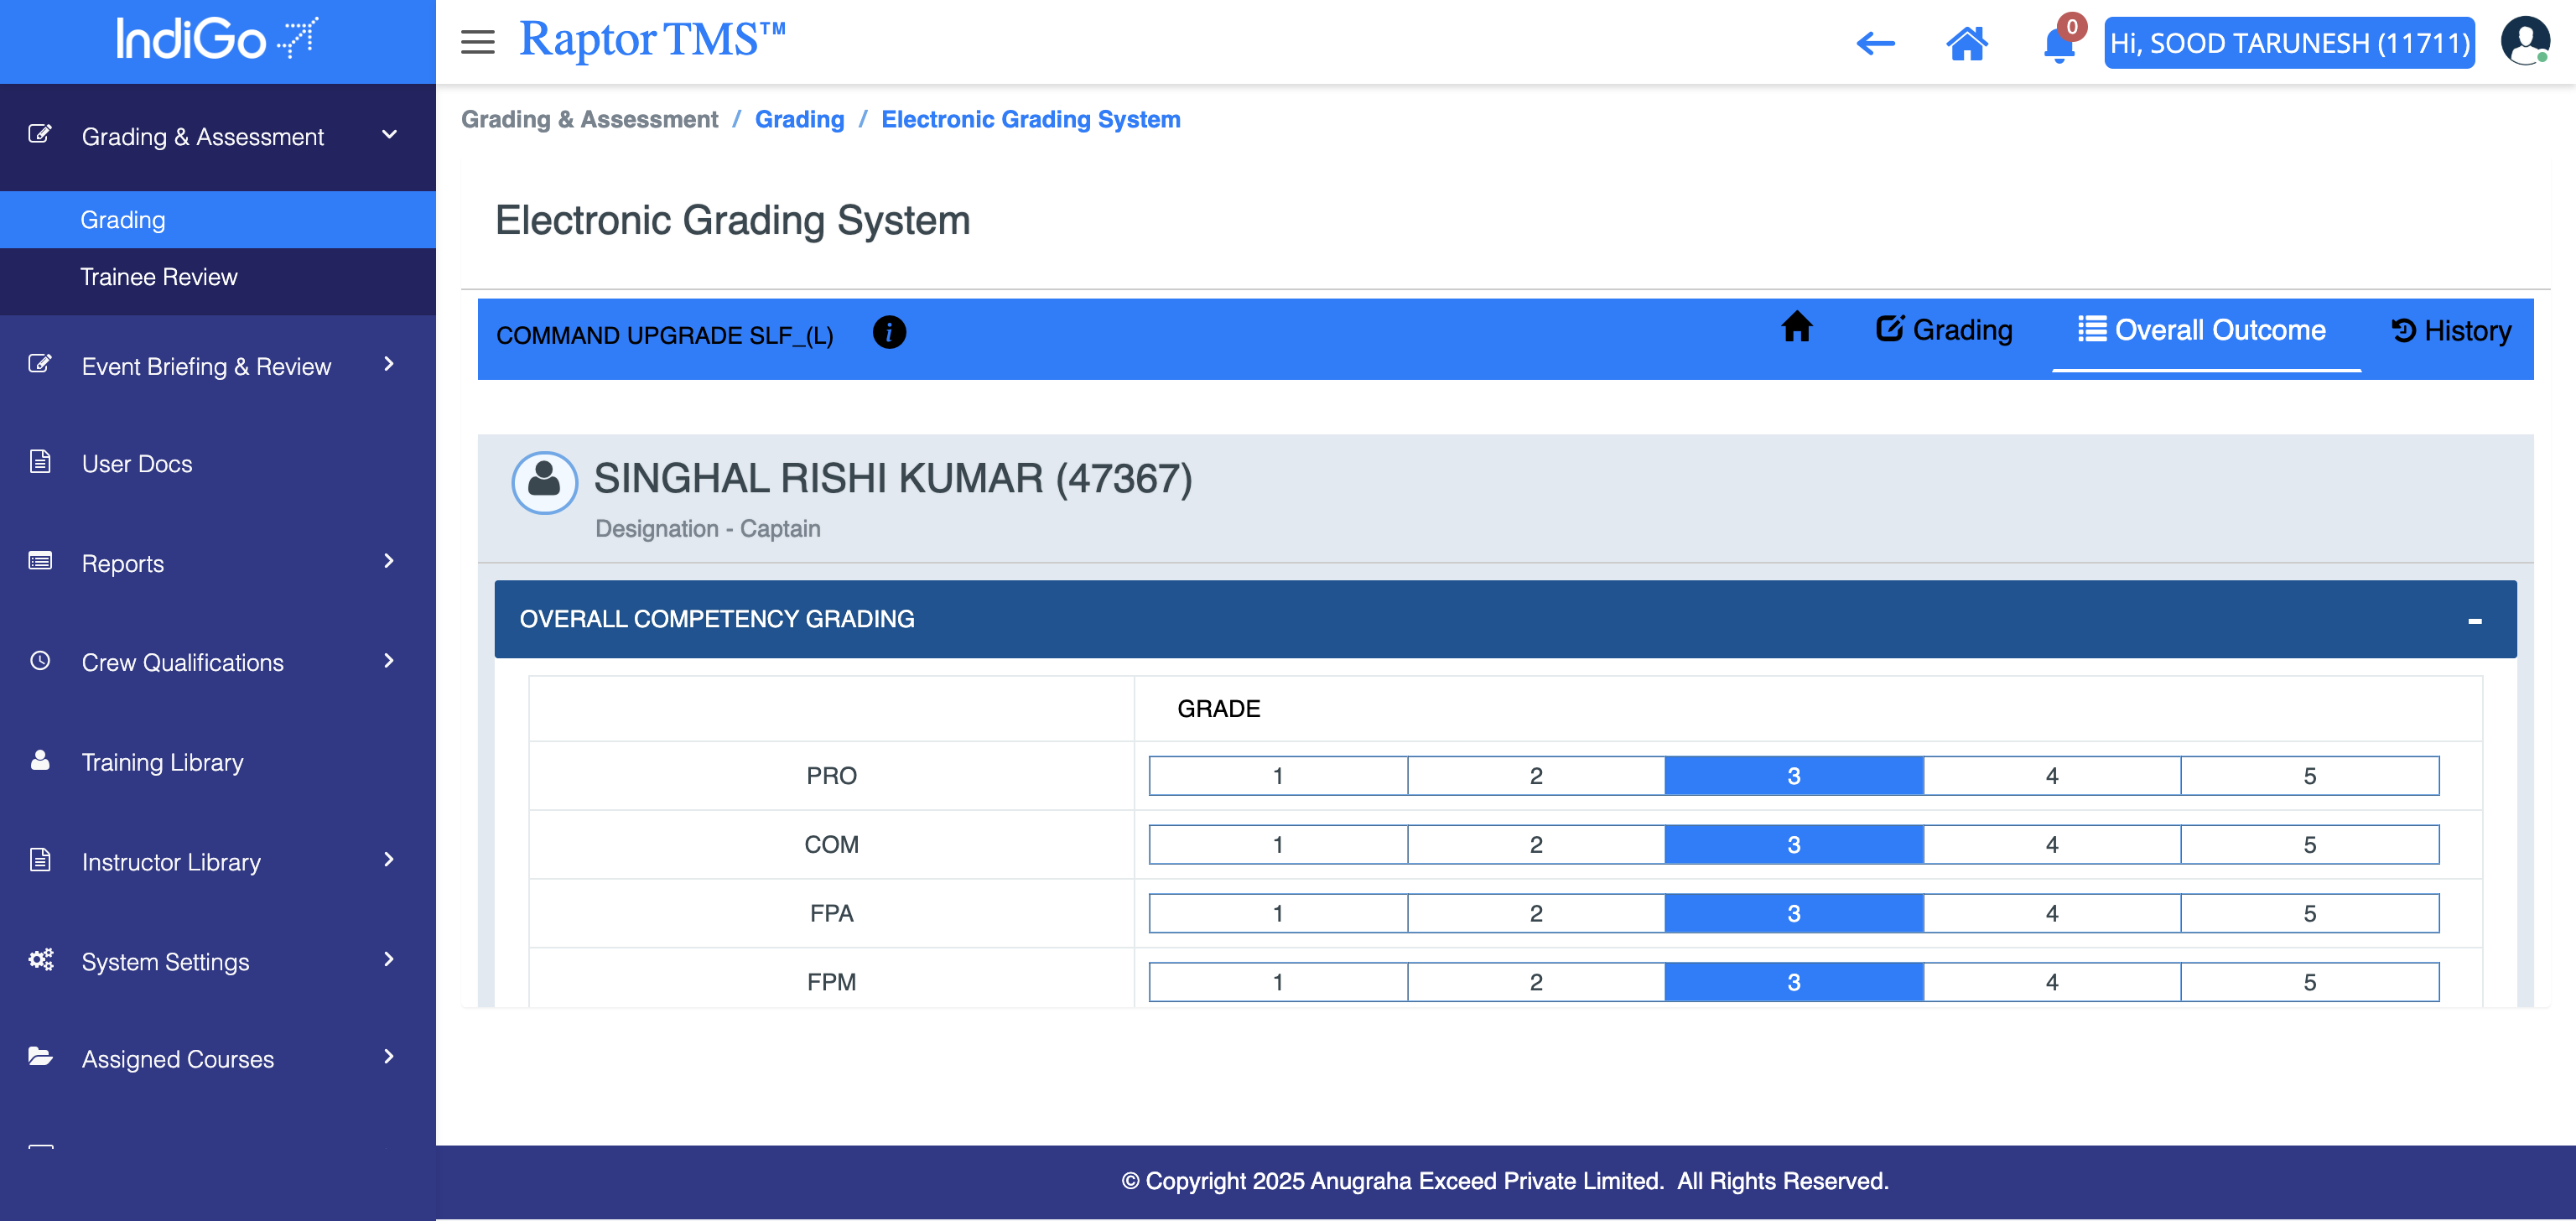 IndiGo
Raptor TMS™
0
Hi, SOOD TARUNESH (11711)
Grading & Assessment
Grading
Trainee Review
Event Briefing & Review
User Docs
Reports
Crew Qualifications
Training Library
Instructor Library
System Settings
Assigned Courses
Grading & Assessment / Grading / Electronic Grading System
Electronic Grading System
COMMAND UPGRADE SLF_(L)
i
Grading
Overall Outcome
History
SINGHAL RISHI KUMAR (47367)
Designation - Captain
OVERALL COMPETENCY GRADING
-
GRADE
PRO 1 2 3 4 5
COM 1 2 3 4 5
FPA 1 2 3 4 5
FPM 1 2 3 4 5
© Copyright 2025 Anugraha Exceed Private Limited. All Rights Reserved.